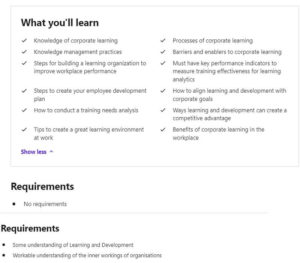 What you'll learn
Knowledge of corporate learning
Processes of corporate learning
Knowledge management practices
Barriers and enablers to corporate learning
Steps for building a learning organization to
improve workplace performance
Must have key performance indicators to
measure training effectiveness for learning
analytics
Steps to create your employee development
plan
How to align learning and development with
corporate goals
How to conduct a training needs analysis
Ways learning and development can create a
competitive advantage
Tips to create a great learning environment
at work
Benefits of corporate learning in the
workplace
Show less
Requirements
No requirements
Requirements
Some understanding of Learning and Development
Workable understanding of the inner workings of organisations